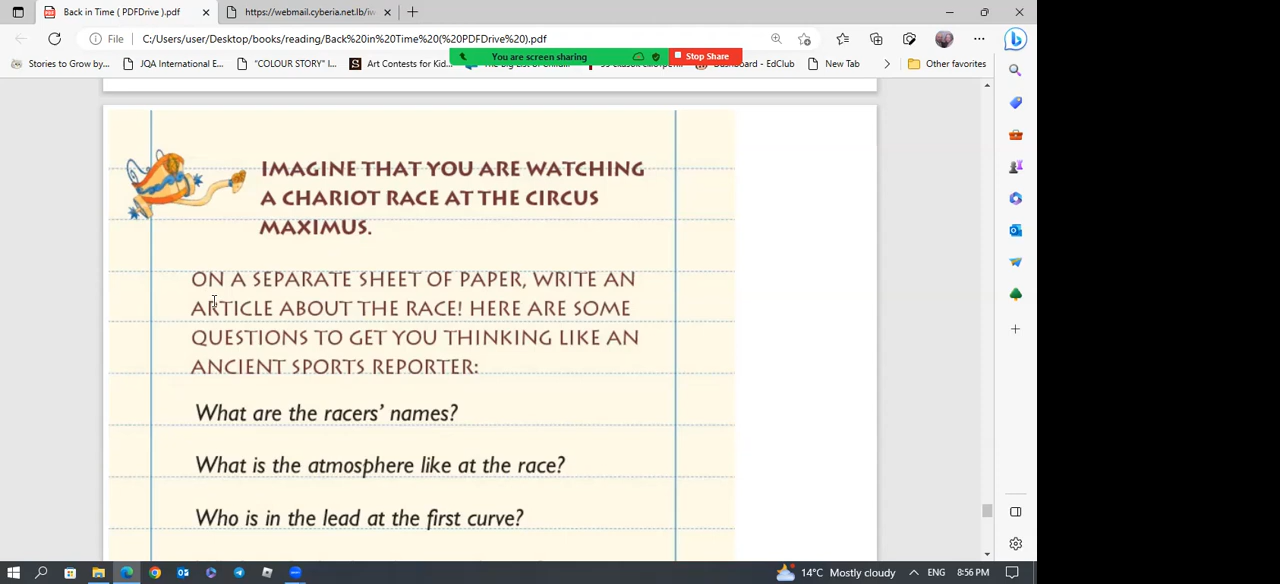 Back in Time ( PDFDrive ).pdf
https://webmail.cyberia.net.lb/iw
File
C:/Users/user/Desktop/books/reading/Back%20in%20Time%20(%20PDFDrive%20).pdf
You are screen sharing
Stop Share
Stories to Grow by...
JQA International E...
"COLOUR STORY" I...
Art Contests for Kid...
Dashboard - EdClub
New Tab
Other favorites
IMAGINE THAT YOU ARE WATCHING
A CHARIOT RACE AT THE CIRCUS
MAXIMUS.
ON A SEPARATE SHEET OF PAPER, WRITE AN
ARTICLE ABOUT THE RACE! HERE ARE SOME
QUESTIONS TO GET YOU THINKING LIKE AN
ANCIENT SPORTS REPORTER:
What are the racers' names?
What is the atmosphere like at the race?
Who is in the lead at the first curve?
14°C Mostly cloudy
ENG
8:56 PM